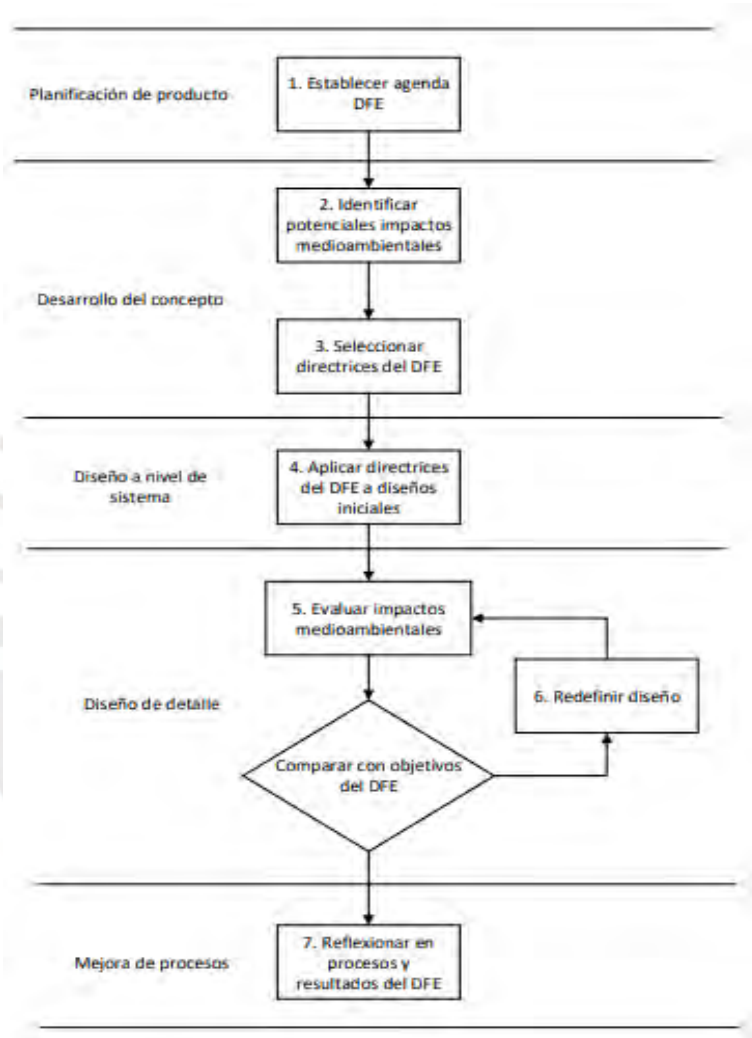 Planificación de producto
1. Establecer agenda
DFE
2. Identificar
potenciales impactos
medioambientales
Desarrollo del concepto
3. Seleccionar
directrices del DFE
Diseño a nivel de
sistema
4. Aplicar directrices
del DFE a diseños
iniciales
5. Evaluar impactos
medioambientales
6. Redefinir diseño
Diseño de detalle
Comparar con objetivos
del DFE
Mejora de procesos
7. Reflexionar en
procesos y
resultados del DFE